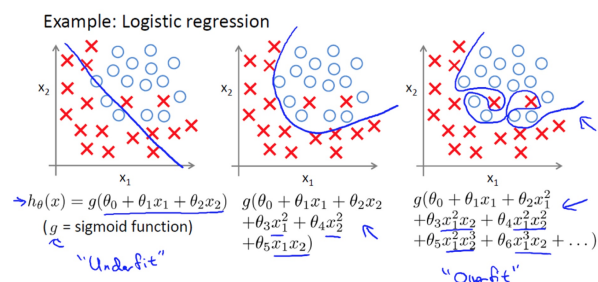 Example: Logistic regression
x₂
x₁
x₁
x₁
h_θ(x) = g(θ₀ + θ₁x₁ + θ₂x₂)
(g = sigmoid function)
"Underfit"
g(θ₀ + θ₁x₁ + θ₂x₂
+θ₃x₁² + θ₄x₂²
+θ₅x₁x₂)
g(θ₀ + θ₁x₁ + θ₂x₁²
+θ₃x₁²x₂ + θ₄x₁²x₂²
+θ₅x₁²x₂³ + θ₆x₁³x₂ + . . .)
"Overfit"
x₂
x₂